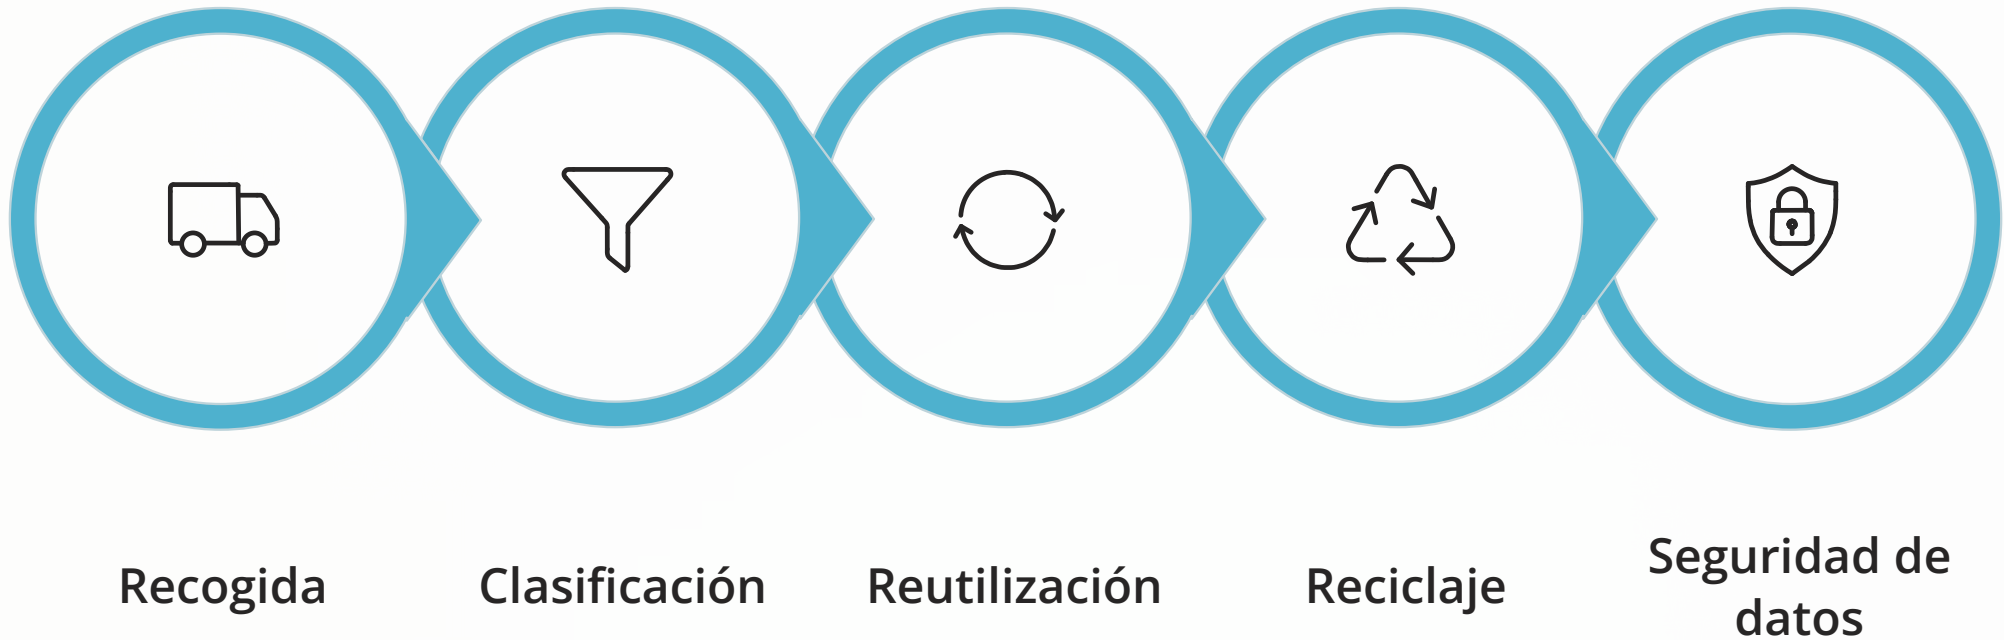 Recogida
Clasificación
Reutilización
Reciclaje
Seguridad de
datos